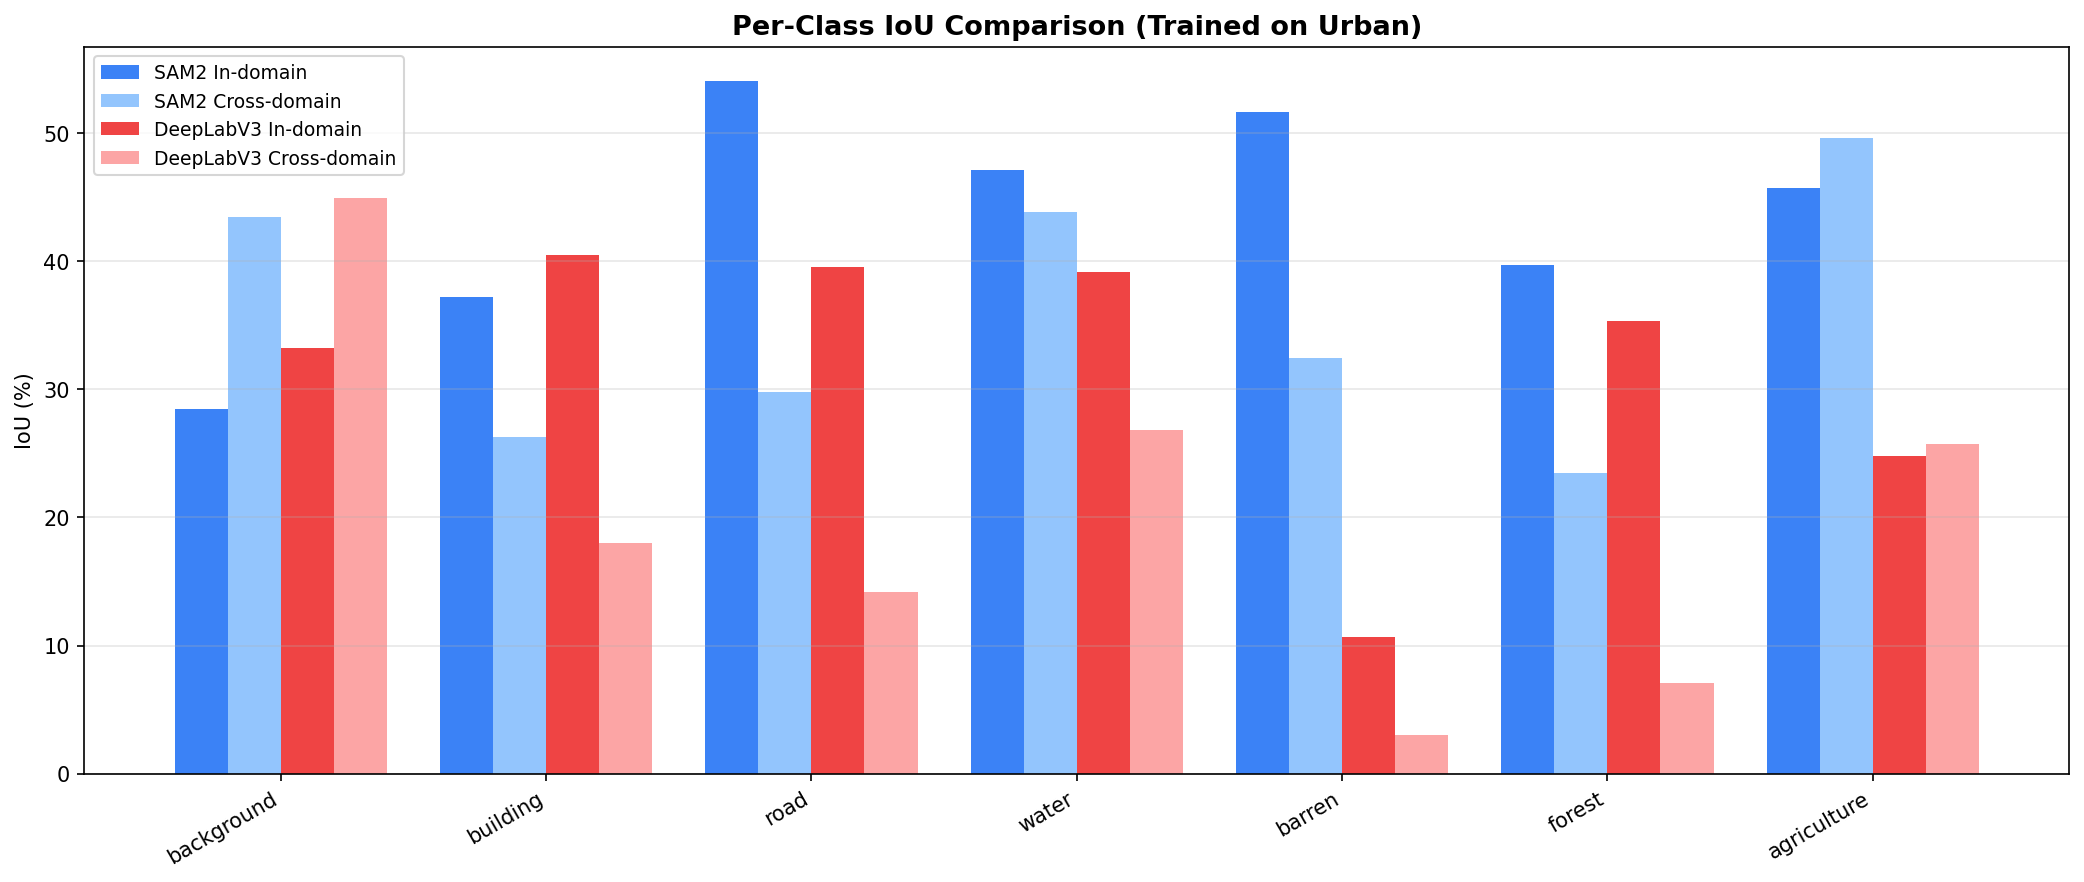 Per-Class IoU Comparison (Trained on Urban)
SAM2 In-domain
SAM2 Cross-domain
DeepLabV3 In-domain
DeepLabV3 Cross-domain
IoU (%)
50
40
30
20
10
0
background
building
road
water
barren
forest
agriculture